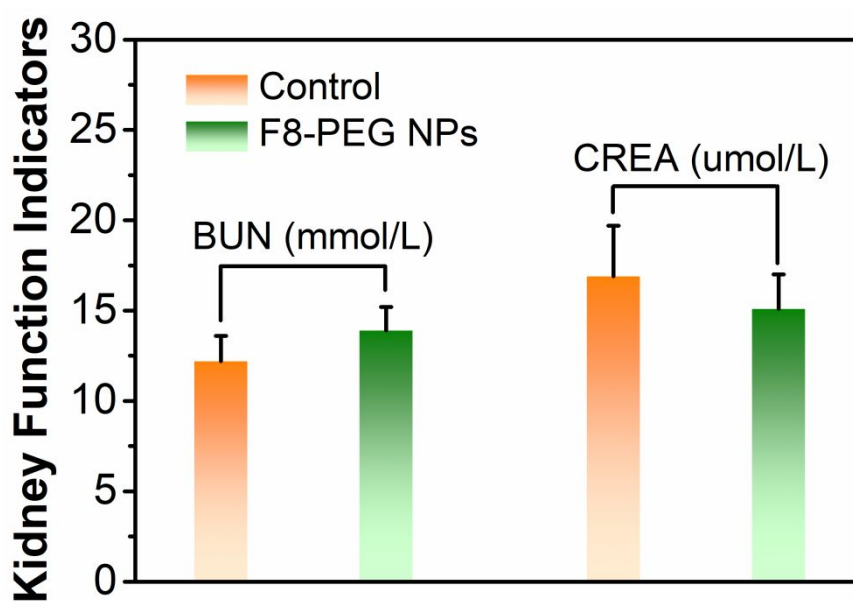 Kidney Function Indicators
30
25
20
15
10
5
0
Control
F8-PEG NPs
BUN (mmol/L)
CREA (umol/L)